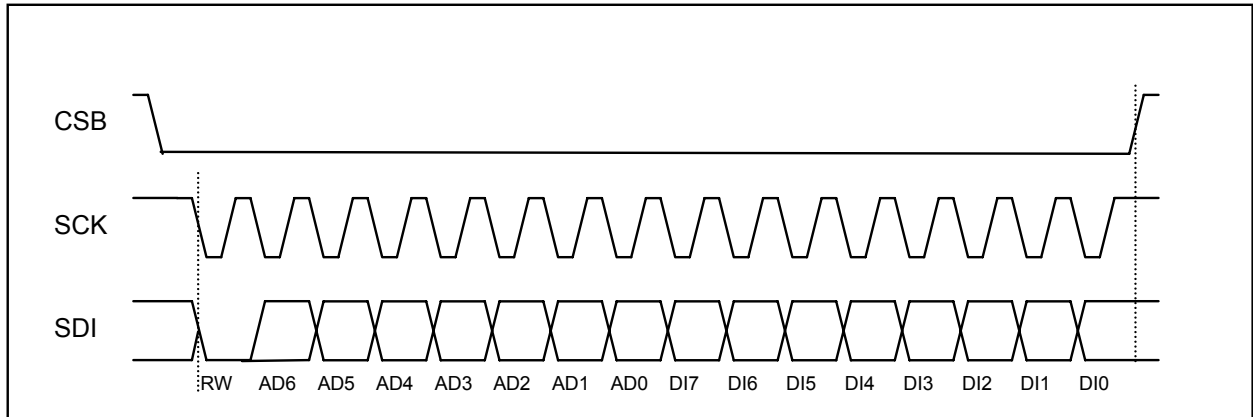 CSB
SCK
SDI
RW AD6 AD5 AD4 AD3 AD2 AD1 AD0 DI7 DI6 DI5 DI4 DI3 DI2 DI1 DI0